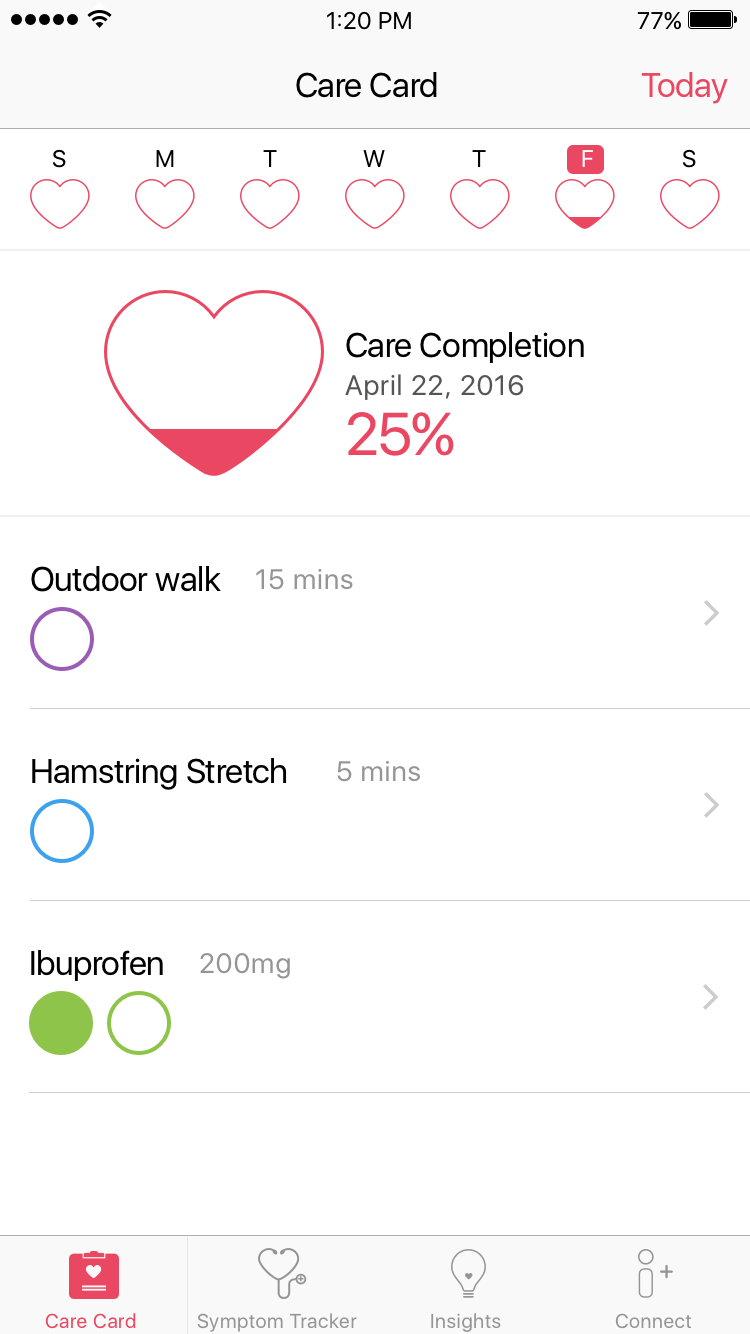 1:20 PM 77%
Care Card Today
S M T W T F S
Care Completion
April 22, 2016
25%
Outdoor walk 15 mins
Hamstring Stretch 5 mins
Ibuprofen 200mg
Care Card Symptom Tracker Insights Connect